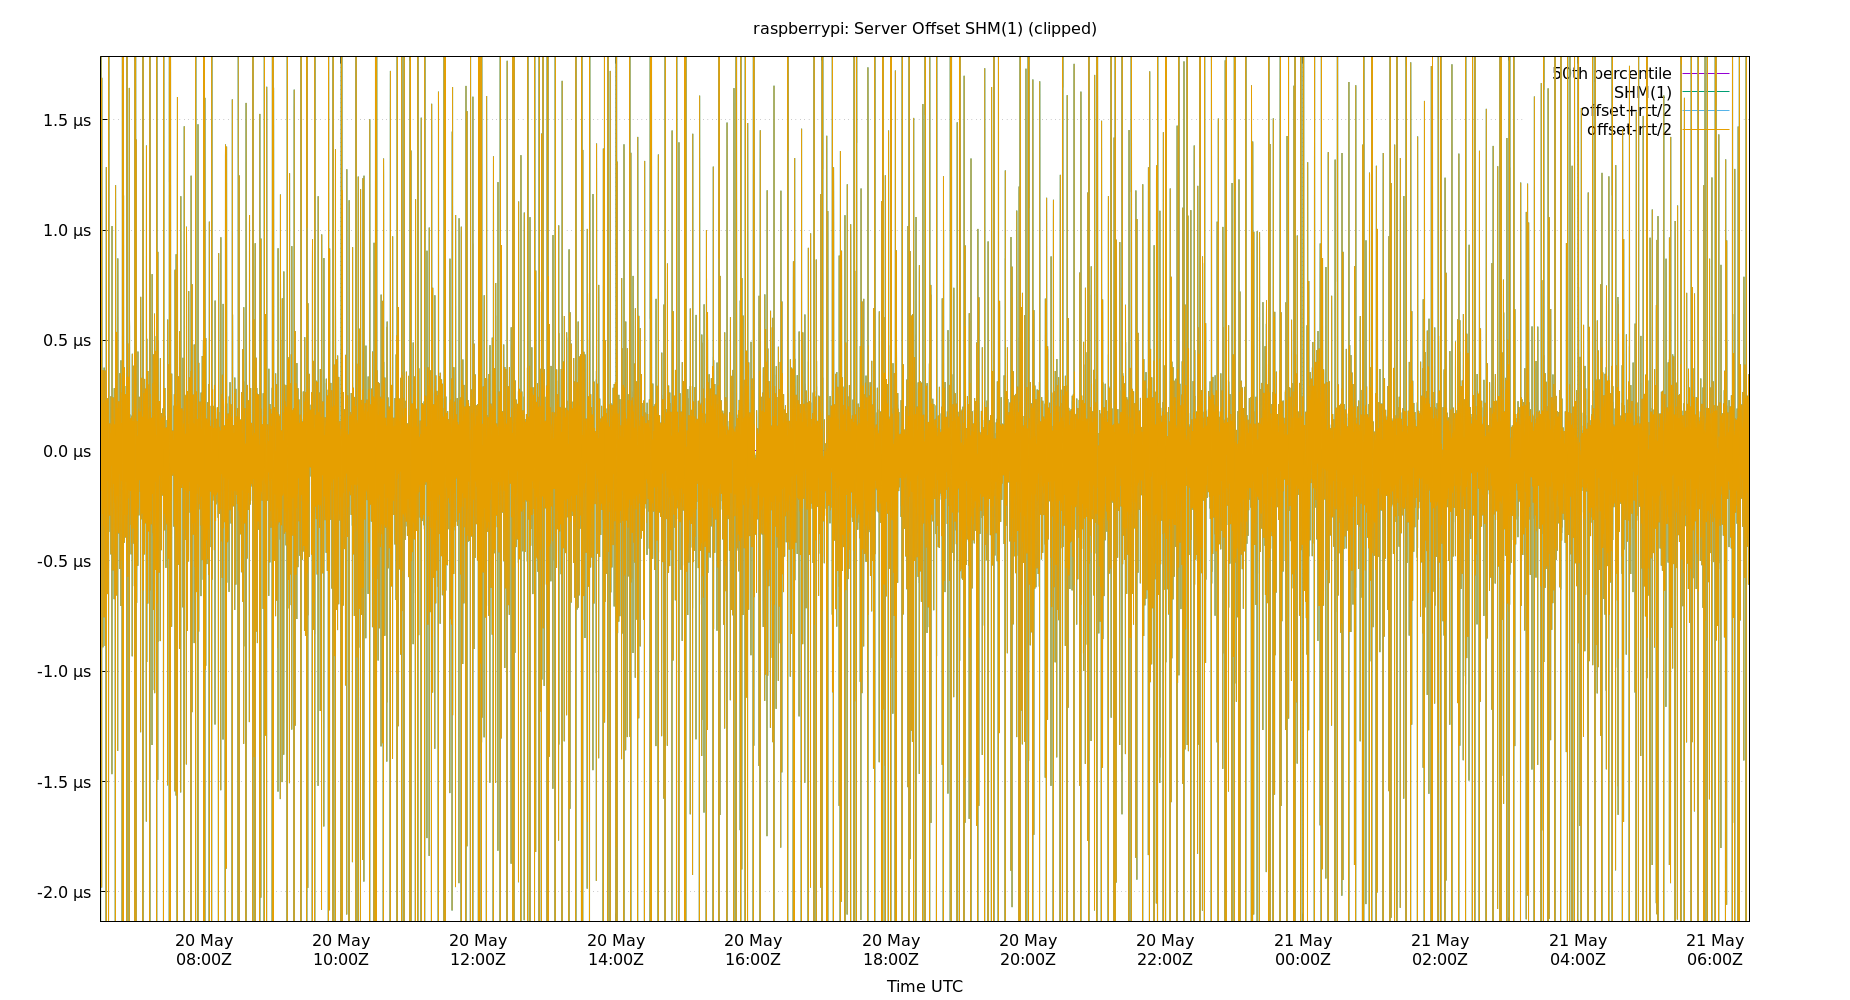 raspberrypi: Server Offset SHM(1) (clipped)
50th percentile
SHM(1)
offset+rtt/2
offset-rtt/2
1.5 µs
1.0 µs
0.5 µs
0.0 µs
-0.5 µs
-1.0 µs
-1.5 µs
-2.0 µs
20 May 20 May 20 May 20 May 20 May 20 May 20 May 20 May 21 May 21 May 21 May 21 May
08:00Z 10:00Z 12:00Z 14:00Z 16:00Z 18:00Z 20:00Z 22:00Z 00:00Z 02:00Z 04:00Z 06:00Z
Time UTC